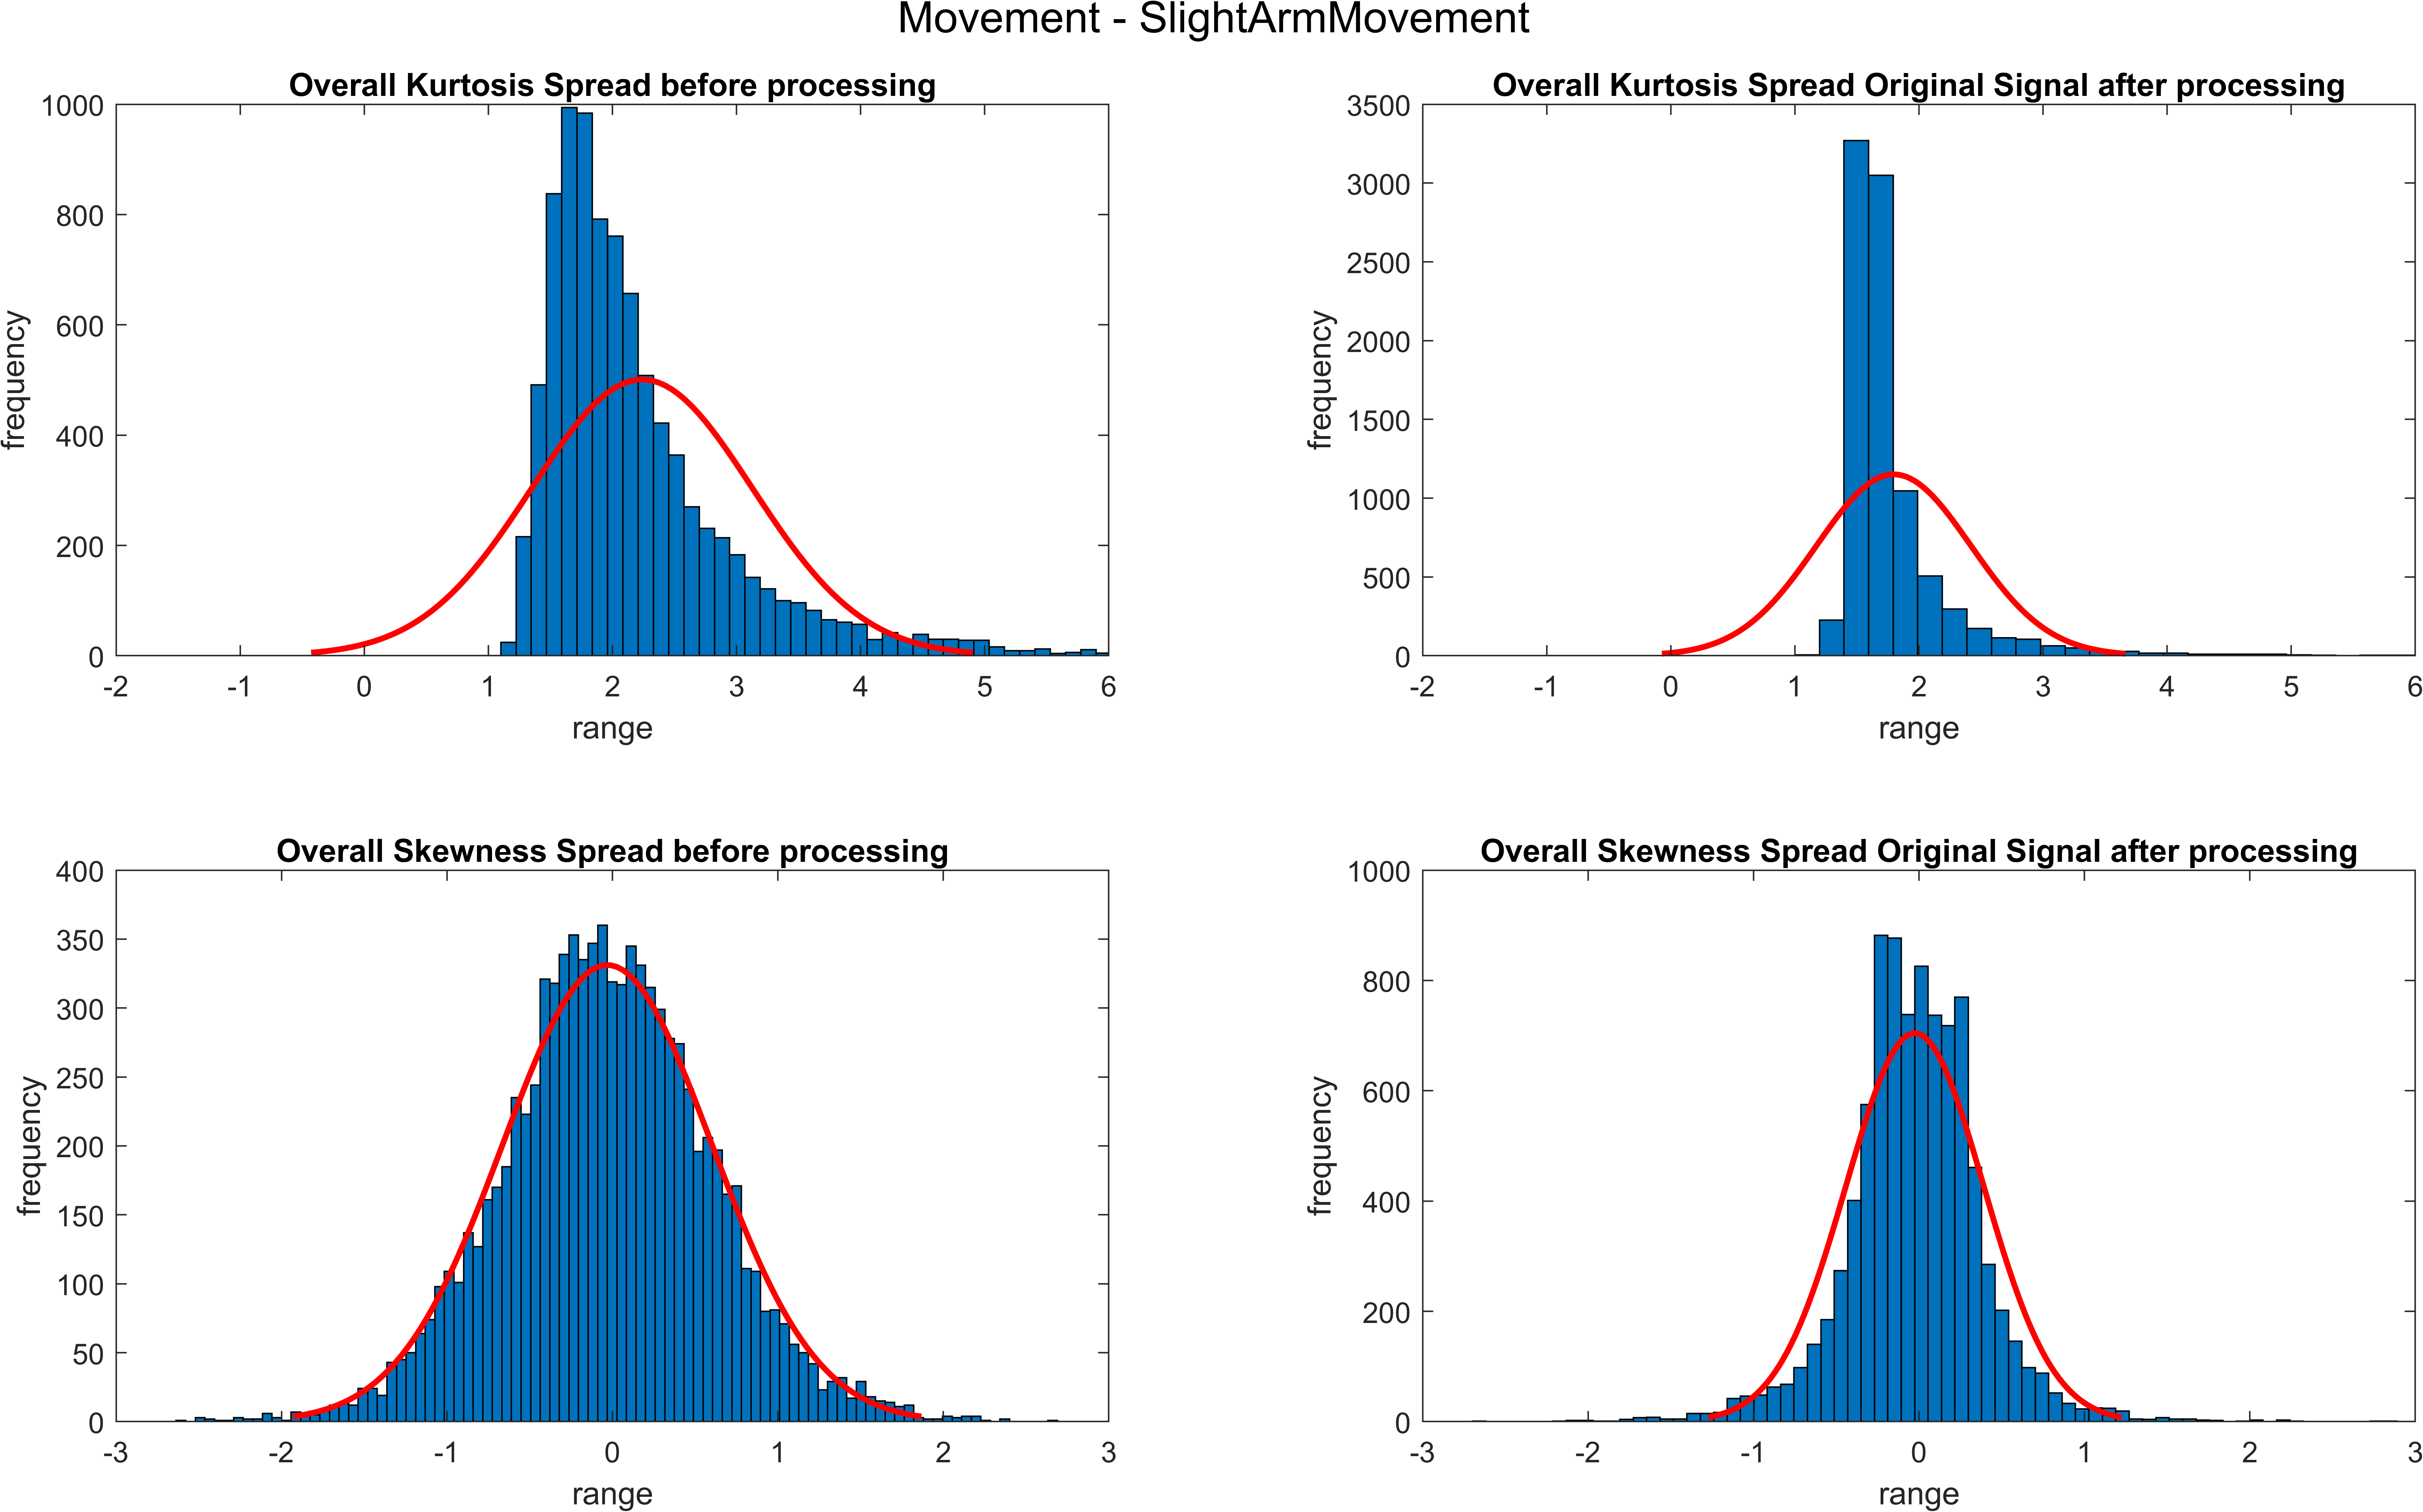 Movement - SlightArmMovement
Overall Kurtosis Spread before processing
1000
800
600
400
200
0
frequency
-2 -1 0 1 2 3 4 5 6
range
Overall Kurtosis Spread Original Signal after processing
3500
3000
2500
2000
1500
1000
500
0
frequency
-2 -1 0 1 2 3 4 5 6
range
Overall Skewness Spread before processing
400
350
300
250
200
150
100
50
0
frequency
-3 -2 -1 0 1 2 3
range
Overall Skewness Spread Original Signal after processing
1000
800
600
400
200
0
frequency
-3 -2 -1 0 1 2 3
range